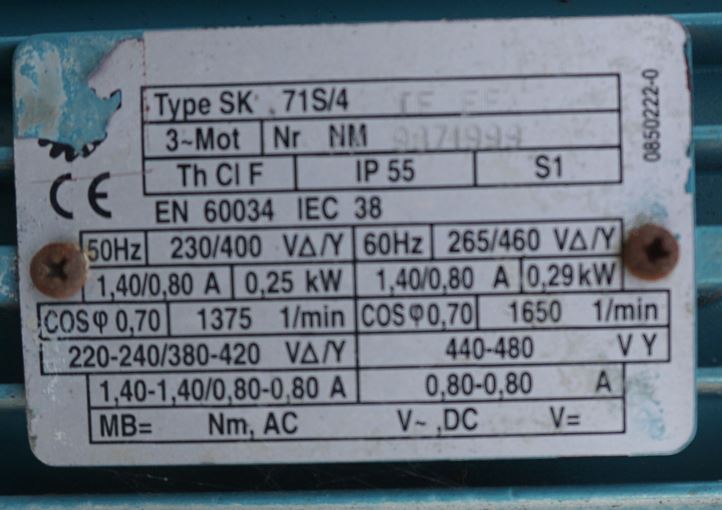 Type SK 71S/4
3~Mot Nr NM
Th Cl F IP 55 S1
0850222-0
CE EN 60034 IEC 38
50Hz 230/400 VΔ/Y 60Hz 265/460 VΔ/Y
1,40/0,80 A 0,25 kW 1,40/0,80 A 0,29kW
COSφ 0,70 1375 1/min COSφ 0,70 1650 1/min
220-240/380-420 VΔ/Y 440-480 V Y
1,40-1,40/0,80-0,80 A 0,80-0,80 A
MB= Nm, AC V~ ,DC V=